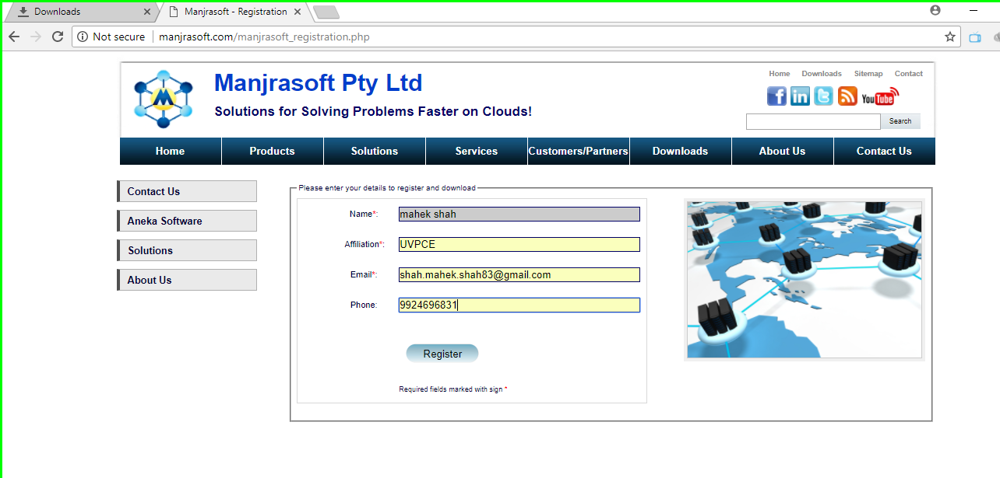 Downloads
Manjrasoft - Registration
Not secure manjrasoft.com/manjrasoft_registration.php
Home Downloads Sitemap Contact
Manjrasoft Pty Ltd
Solutions for Solving Problems Faster on Clouds!
M
f in t YouTube
Search
Home Products Solutions Services Customers/Partners Downloads About Us Contact Us
Contact Us
Aneka Software
Solutions
About Us
Please enter your details to register and download
Name*: mahek shah
Affiliation*: UVPCE
Email*: shah.mahek.shah83@gmail.com
Phone: 9924696831
Register
Required fields marked with sign *